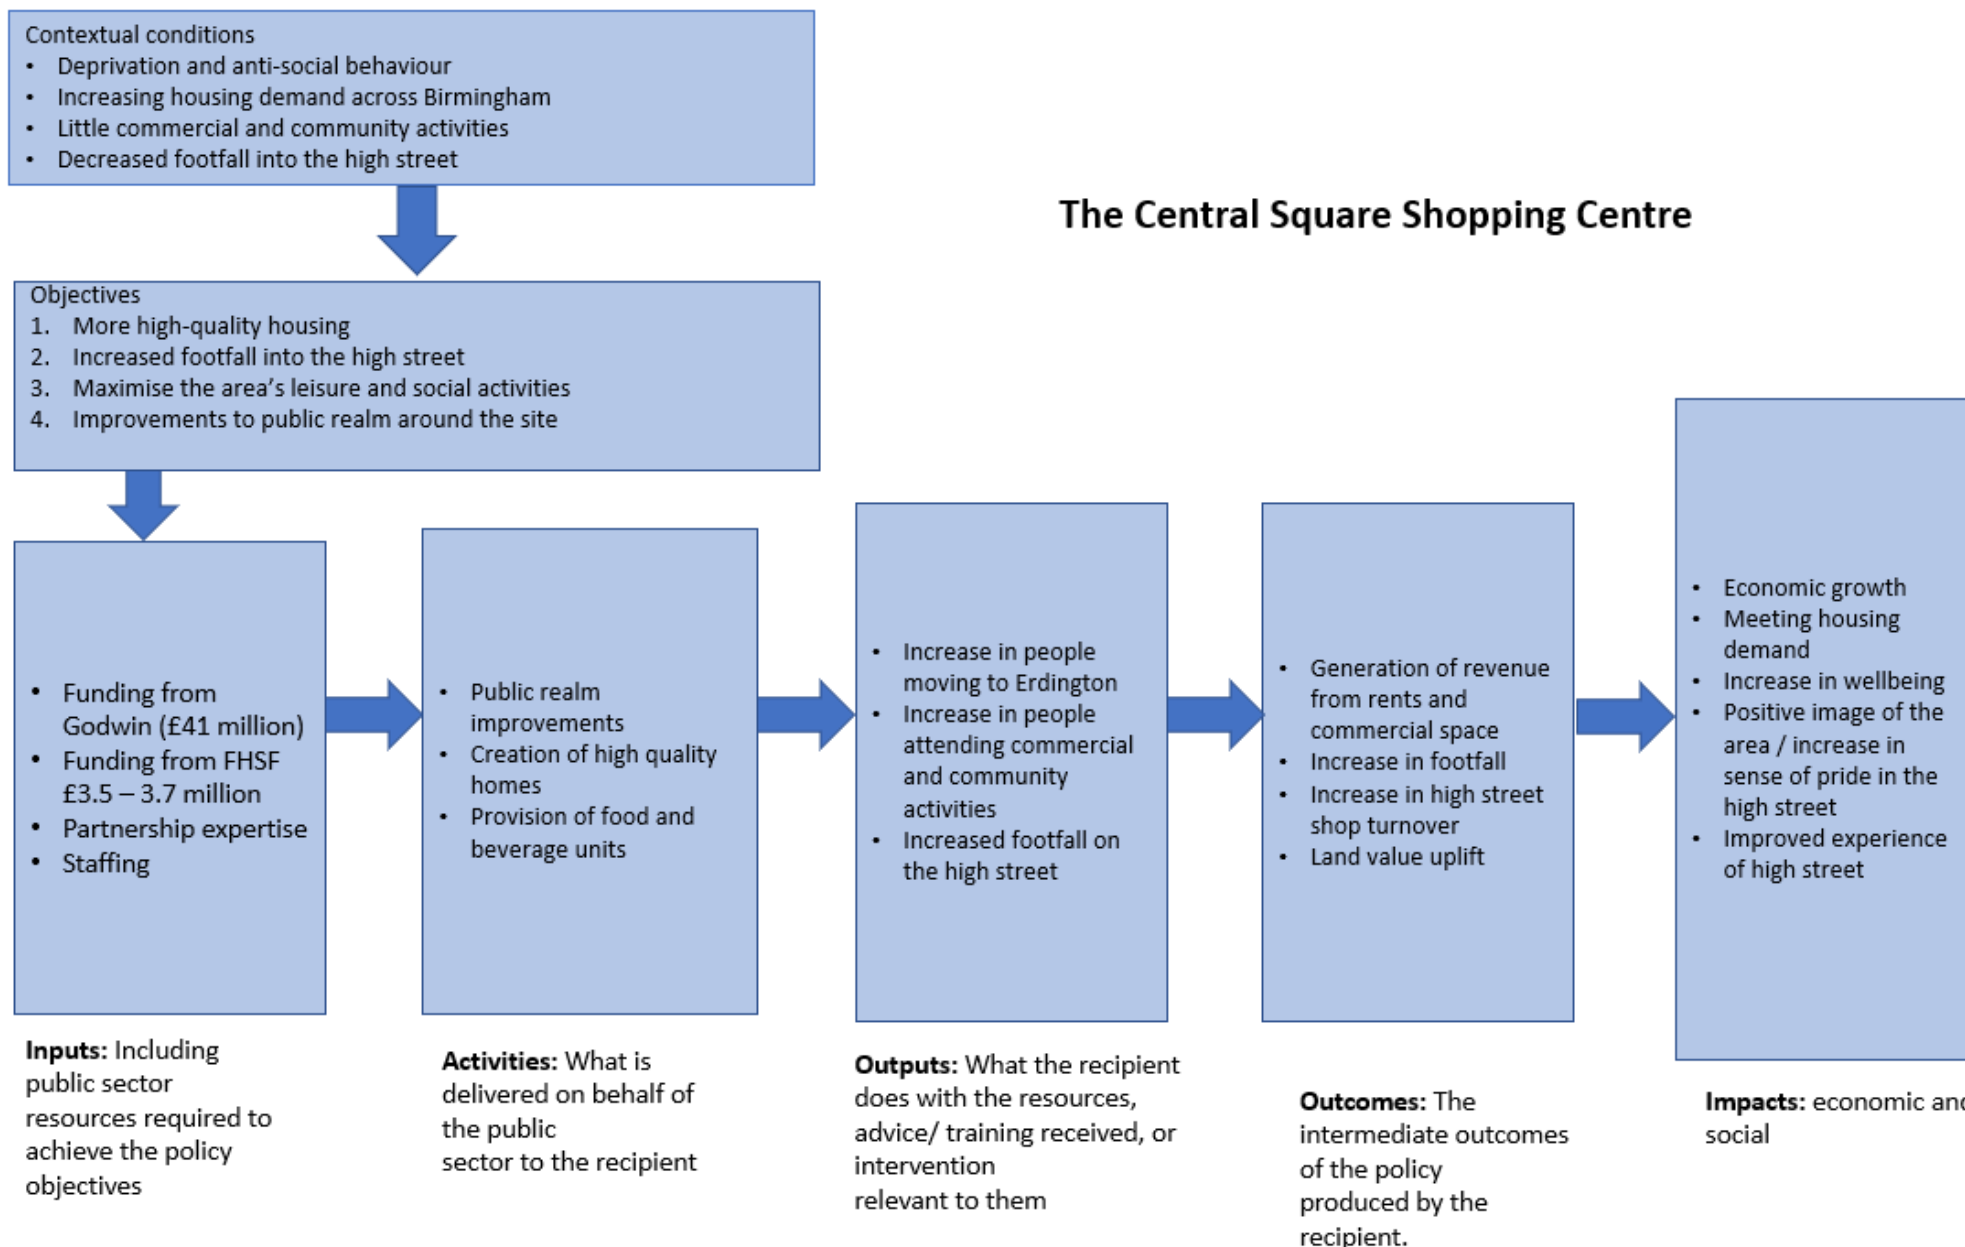 Contextual conditions
• Deprivation and anti-social behaviour
• Increasing housing demand across Birmingham
• Little commercial and community activities
• Decreased footfall into the high street
The Central Square Shopping Centre
Objectives
1. More high-quality housing
2. Increased footfall into the high street
3. Maximise the area's leisure and social activities
4. Improvements to public realm around the site
• Funding from
Godwin (£41 million)
• Funding from FHSF
£3.5 – 3.7 million
• Partnership expertise
• Staffing
• Public realm
improvements
• Creation of high quality
homes
• Provision of food and
beverage units
• Increase in people
moving to Erdington
• Increase in people
attending commercial
and community
activities
• Increased footfall on
the high street
• Generation of revenue
from rents and
commercial space
• Increase in footfall
• Increase in high street
shop turnover
• Land value uplift
• Economic growth
• Meeting housing
demand
• Increase in wellbeing
• Positive image of the
area / increase in
sense of pride in the
high street
• Improved experience
of high street
Inputs: Including
public sector
resources required to
achieve the policy
objectives
Activities: What is
delivered on behalf of
the public
sector to the recipient
Outputs: What the recipient
does with the resources,
advice/ training received, or
intervention
relevant to them
Outcomes: The
intermediate outcomes
of the policy
produced by the
recipient.
Impacts: economic and
social